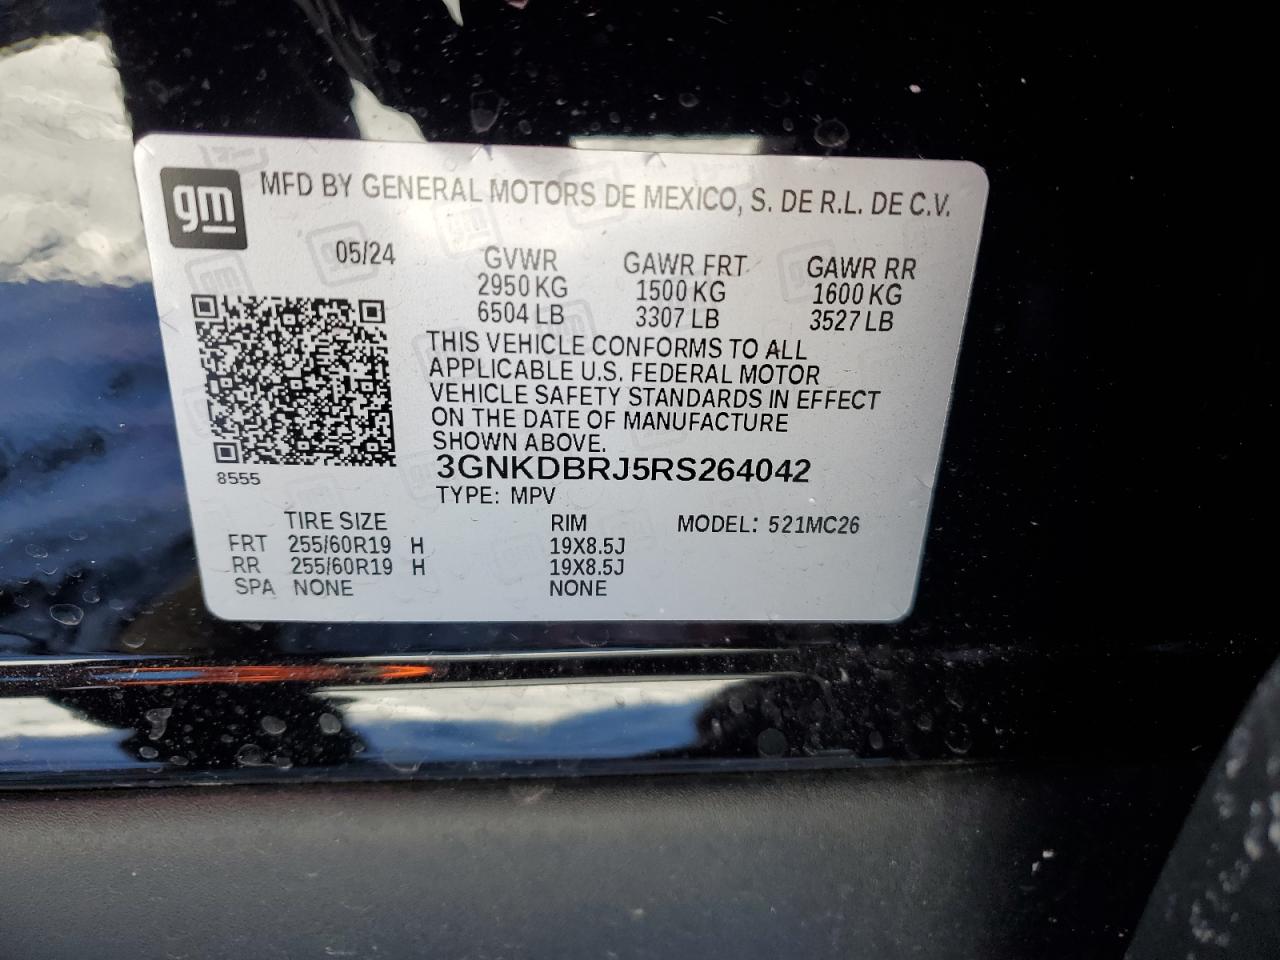 gm
MFD BY GENERAL MOTORS DE MEXICO, S. DE R.L. DE C.V.
05/24
GVWR GAWR FRT GAWR RR
2950 KG 1500 KG 1600 KG
6504 LB 3307 LB 3527 LB
THIS VEHICLE CONFORMS TO ALL
APPLICABLE U.S. FEDERAL MOTOR
VEHICLE SAFETY STANDARDS IN EFFECT
ON THE DATE OF MANUFACTURE
SHOWN ABOVE.
8555
3GNKDBRJ5RS264042
TYPE: MPV
TIRE SIZE RIM MODEL: 521MC26
FRT 255/60R19 H 19X8.5J
RR 255/60R19 H 19X8.5J
SPA NONE NONE